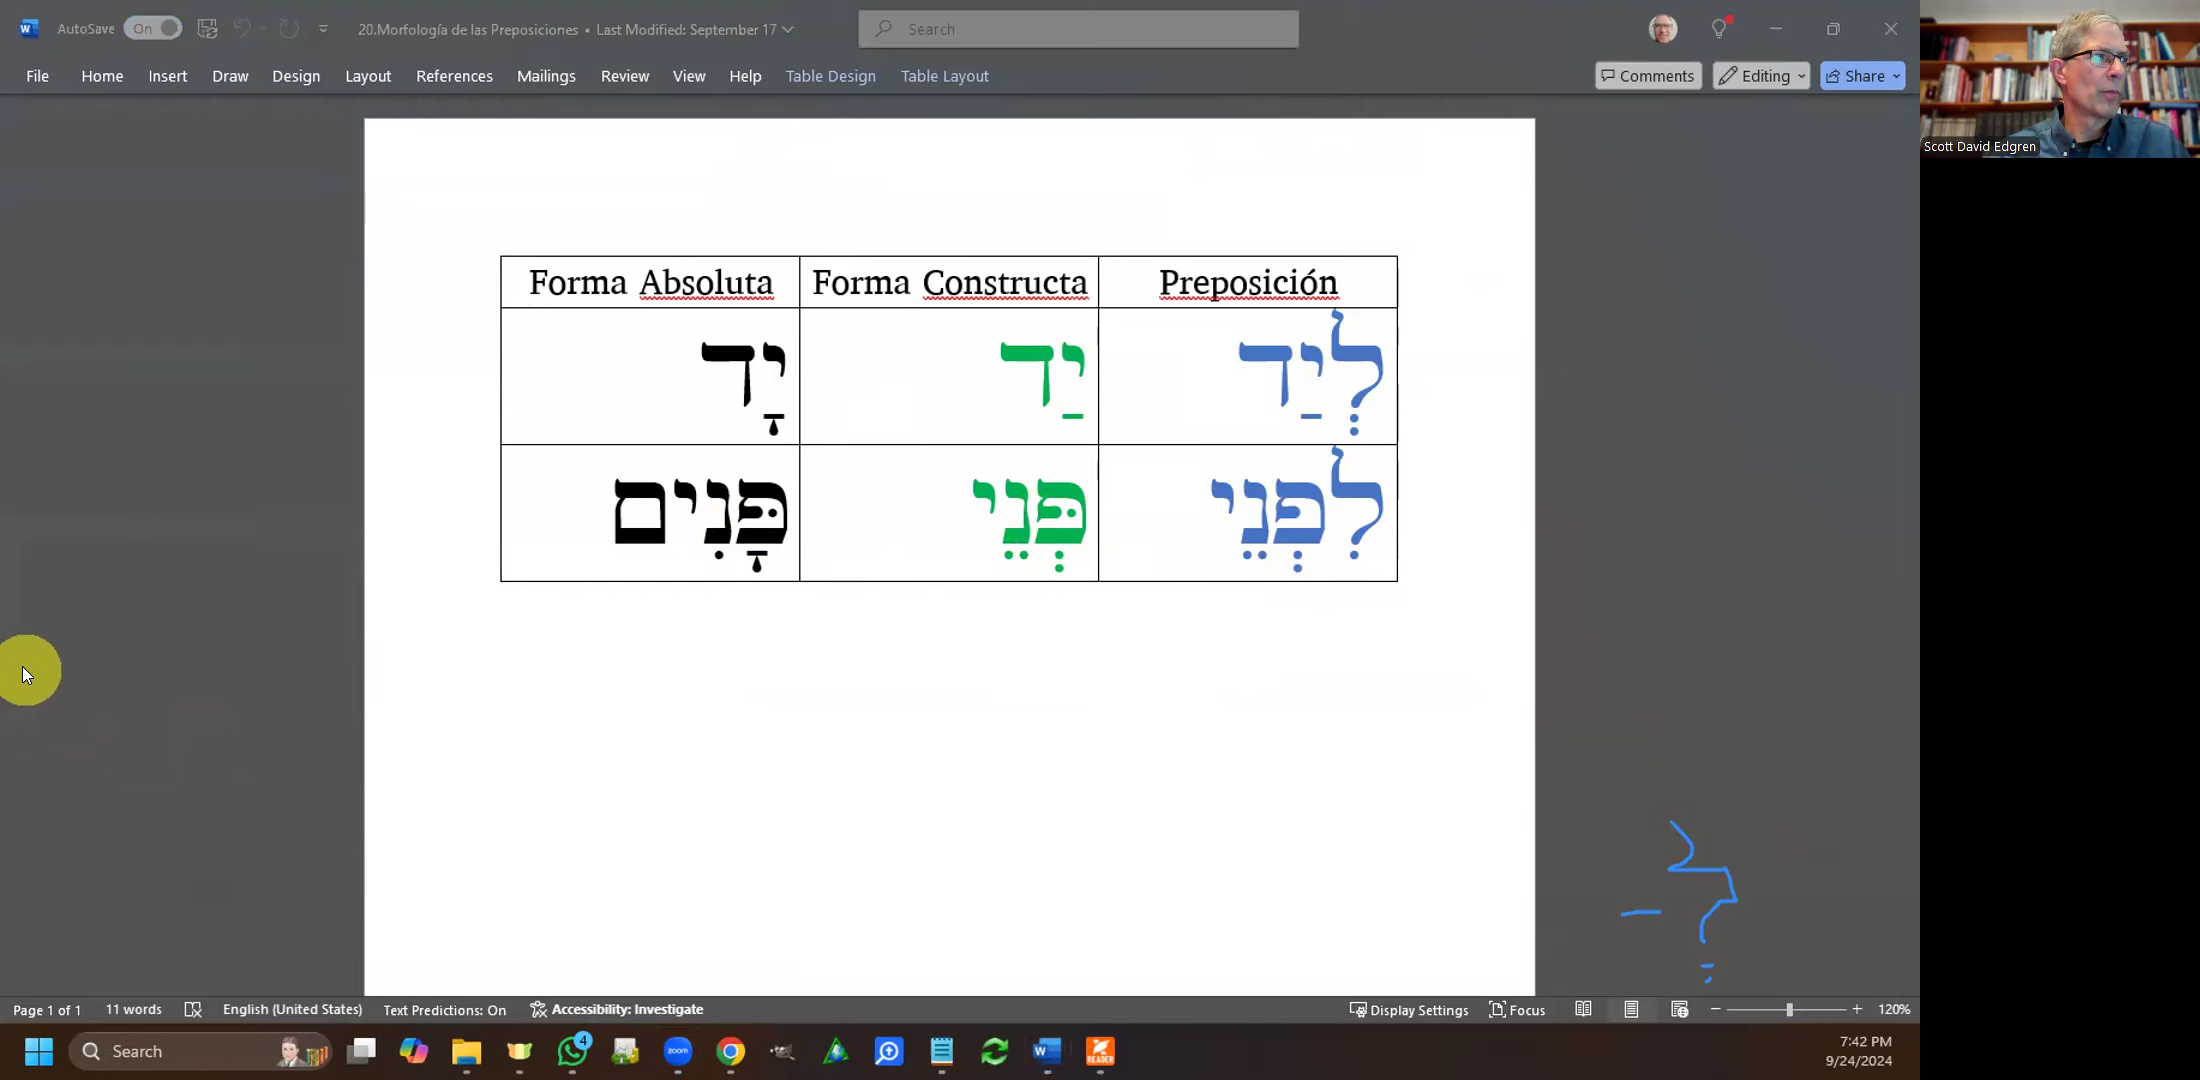 AutoSave On 20.Morfología de las Preposiciones • Last Modified: September 17 Search
File Home Insert Draw Design Layout References Mailings Review View Help Table Design Table Layout Comments Editing Share
Scott David Edgren
Forma Absoluta Forma Constructa Preposición
יָד יַד לְיַד
פָּנִים פְּנֵי לִפְנֵי
Page 1 of 1 11 words English (United States) Text Predictions: On Accessibility: Investigate Display Settings Focus 120%
Search 4 zoom READER 7:42 PM
9/24/2024